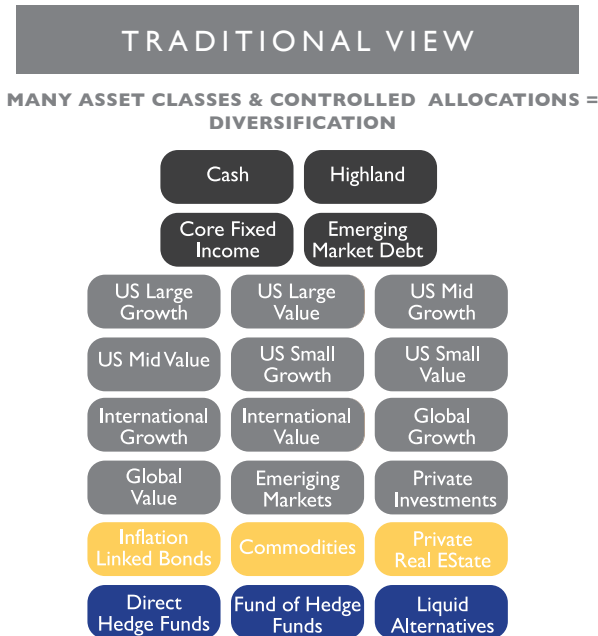 TRADITIONAL VIEW
MANY ASSET CLASSES & CONTROLLED ALLOCATIONS =
DIVERSIFICATION
Cash
Highland
Core Fixed
Income
Emerging
Market Debt
US Large
Growth
US Large
Value
US Mid
Growth
US Mid Value
US Small
Growth
US Small
Value
International
Growth
International
Value
Global
Growth
Global
Value
Emeriging
Markets
Private
Investments
Inflation
Linked Bonds
Commodities
Private
Real EState
Direct
Hedge Funds
Fund of Hedge
Funds
Liquid
Alternatives